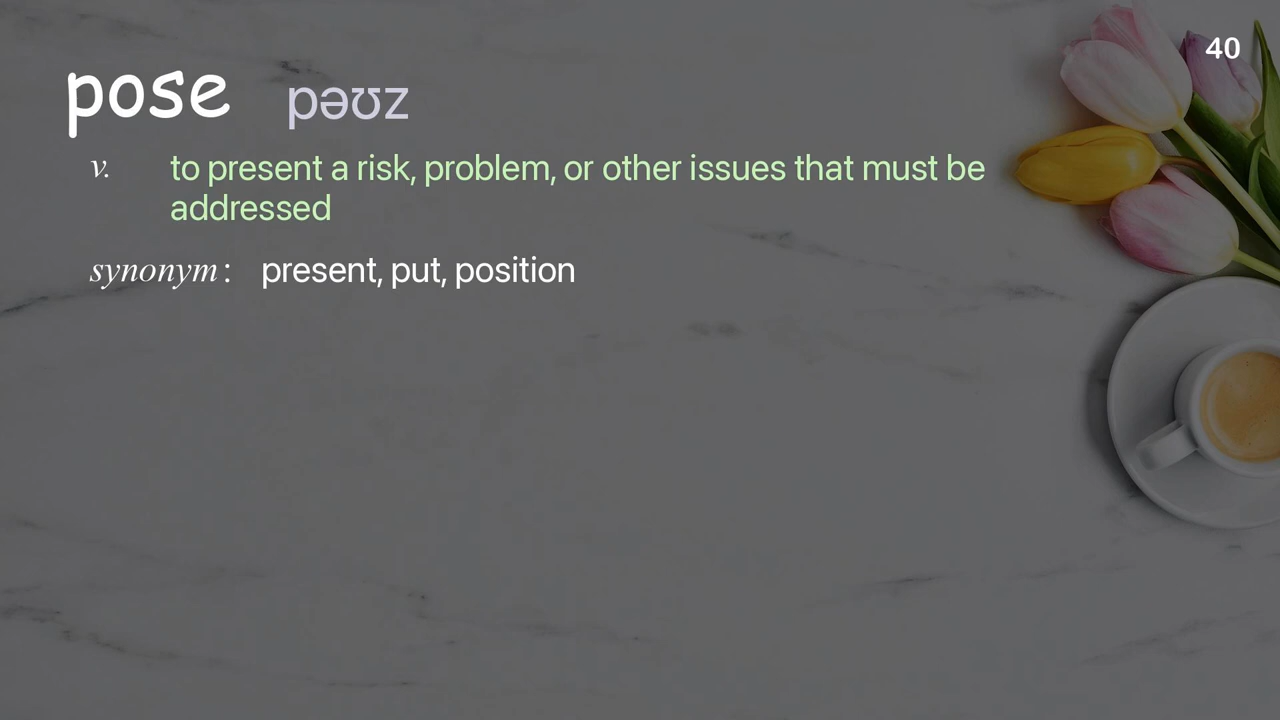 40
pose pəʊz
v. to present a risk, problem, or other issues that must be
addressed
synonym: present, put, position